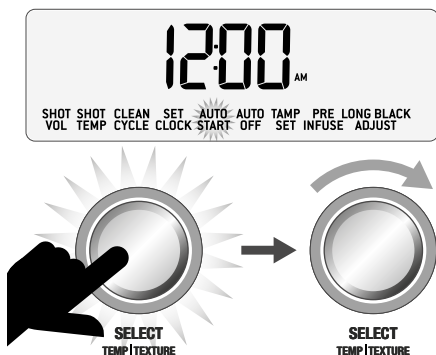 12:00 AM
SHOT SHOT CLEAN SET AUTO AUTO TAMP PRE LONG BLACK
VOL TEMP CYCLE CLOCK START OFF SET INFUSE ADJUST
SELECT SELECT
TEMP|TEXTURE TEMP|TEXTURE